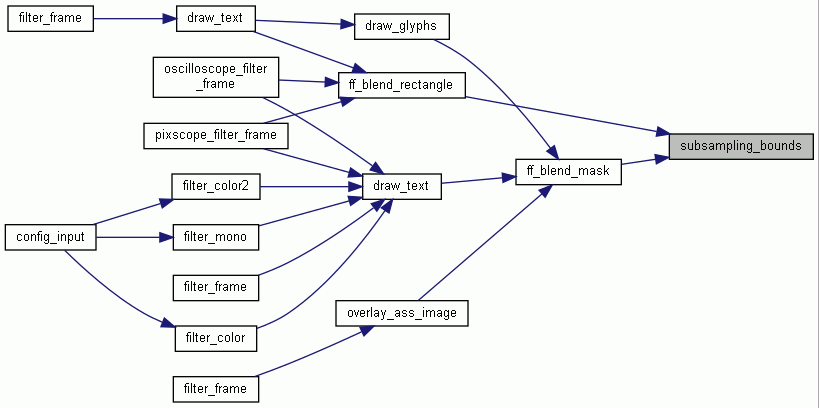 filter_frame
draw_text
draw_glyphs
oscilloscope_filter
_frame
ff_blend_rectangle
pixscope_filter_frame
subsampling_bounds
ff_blend_mask
filter_color2
draw_text
config_input
filter_mono
filter_frame
overlay_ass_image
filter_color
filter_frame